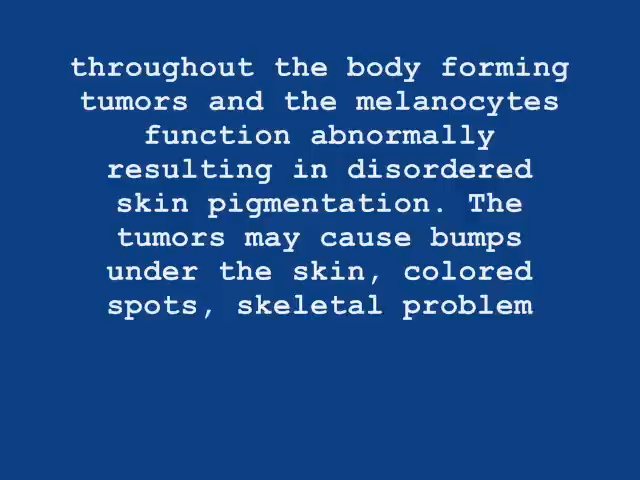 throughout the body forming
tumors and the melanocytes
function abnormally
resulting in disordered
skin pigmentation. The
tumors may cause bumps
under the skin, colored
spots, skeletal problem